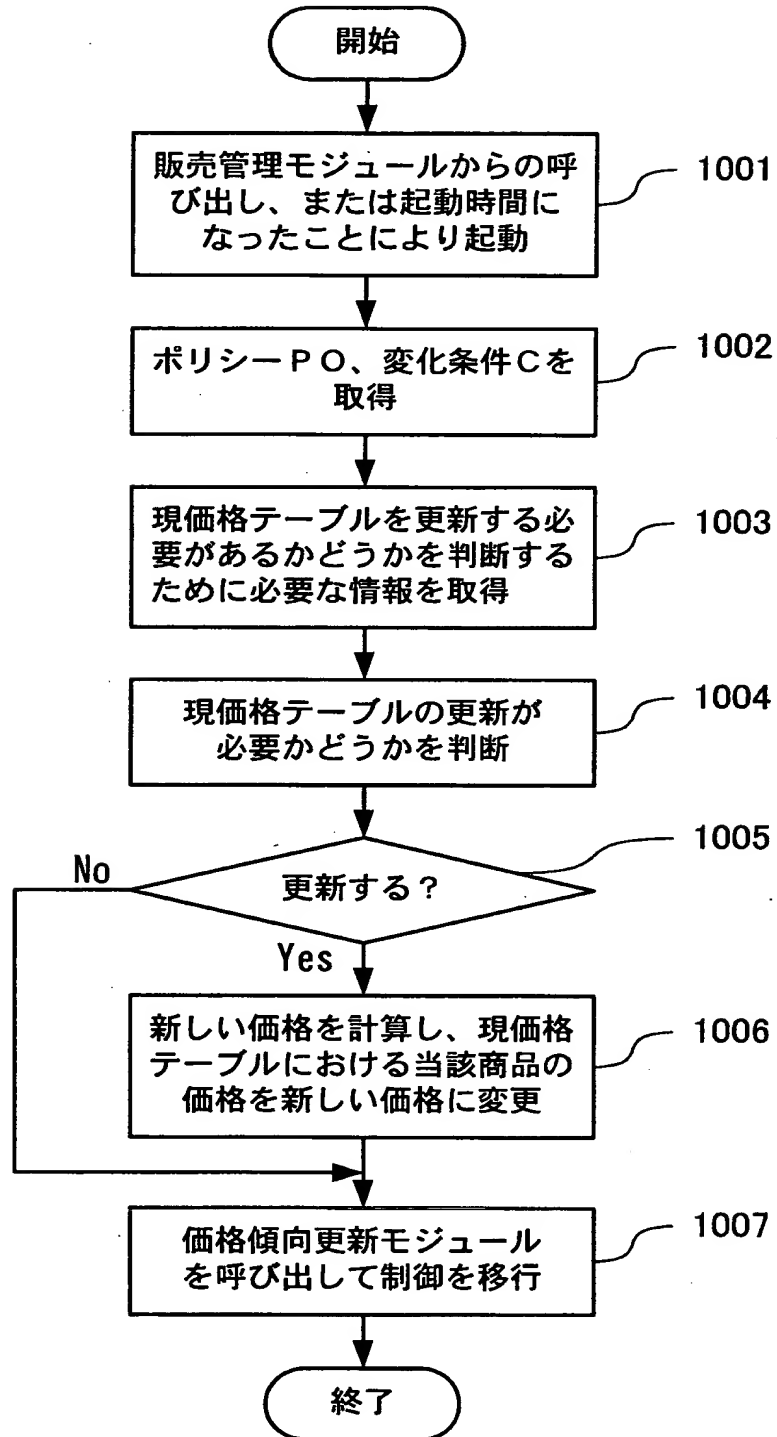 開始
販売管理モジュールからの呼
び出し、または起動時間に
なったことにより起動
1001
ポリシーPO、変化条件Cを
取得
1002
現価格テーブルを更新する必
要があるかどうかを判断する
ために必要な情報を取得
1003
現価格テーブルの更新が
必要かどうかを判断
1004
更新する?
1005
No
Yes
新しい価格を計算し、現価格
テーブルにおける当該商品の
価格を新しい価格に変更
1006
価格傾向更新モジュール
を呼び出して制御を移行
1007
終了